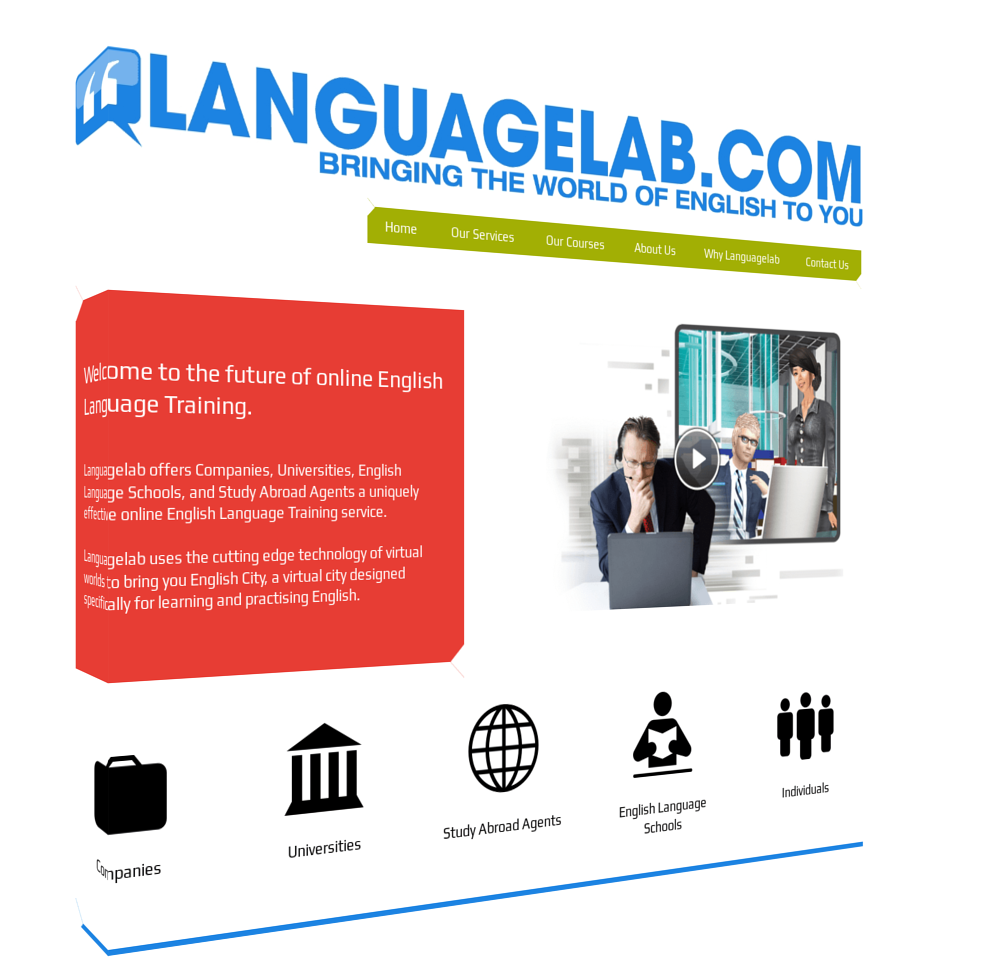 LANGUAGELAB.COM
BRINGING THE WORLD OF ENGLISH TO YOU
Home Our Services Our Courses About Us Why Languagelab Contact Us
Welcome to the future of online English
Language Training.
Languagelab offers Companies, Universities, English
Language Schools, and Study Abroad Agents a uniquely
effective online English Language Training service.
Languagelab uses the cutting edge technology of virtual
worlds to bring you English City, a virtual city designed
specifically for learning and practising English.
Companies
Universities
Study Abroad Agents
English Language
Schools
Individuals